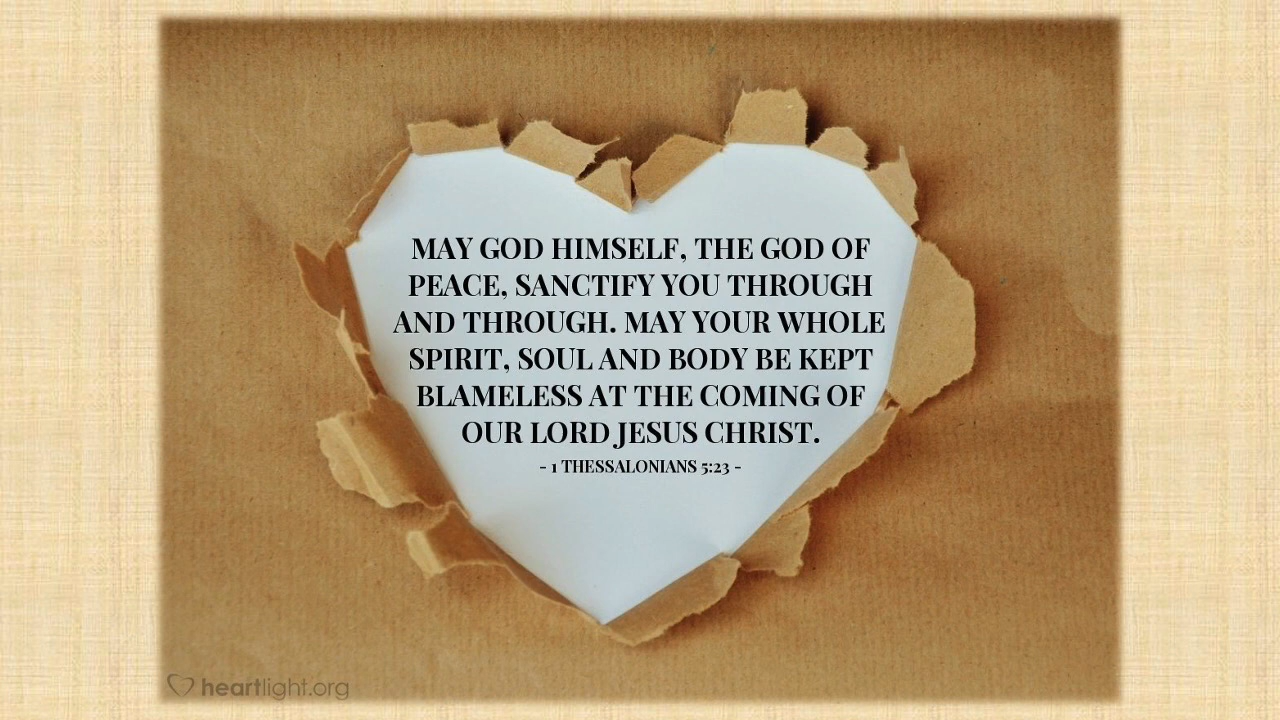 MAY GOD HIMSELF, THE GOD OF
PEACE, SANCTIFY YOU THROUGH
AND THROUGH. MAY YOUR WHOLE
SPIRIT, SOUL AND BODY BE KEPT
BLAMELESS AT THE COMING OF
OUR LORD JESUS CHRIST.
- 1 THESSALONIANS 5:23 -
heartlight.org